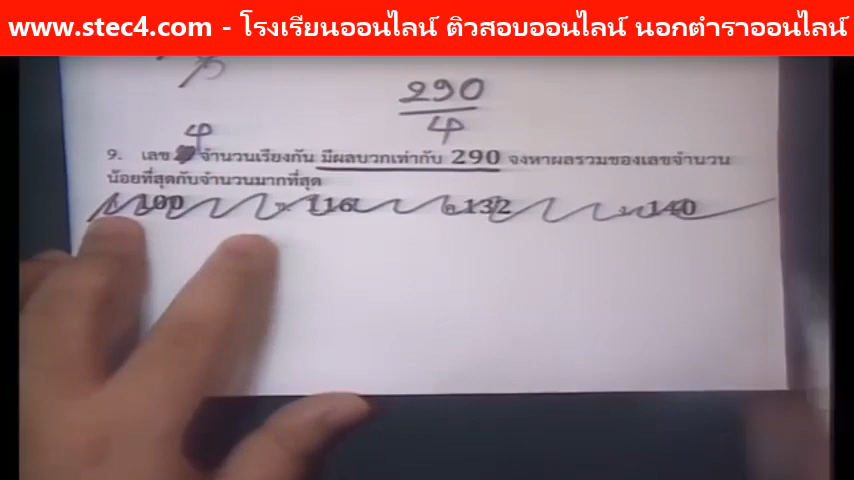 www.stec4.com - โรงเรียนออนไลน์ ติวสอบออนไลน์ นอกตำราออนไลน์
290
4
4
9. เลข จำนวนเรียงกัน มีผลบวกเท่ากับ 290 จงหาผลรวมของเลขจำนวน
น้อยที่สุดกับจำนวนมากที่สุด
100 116 132 140